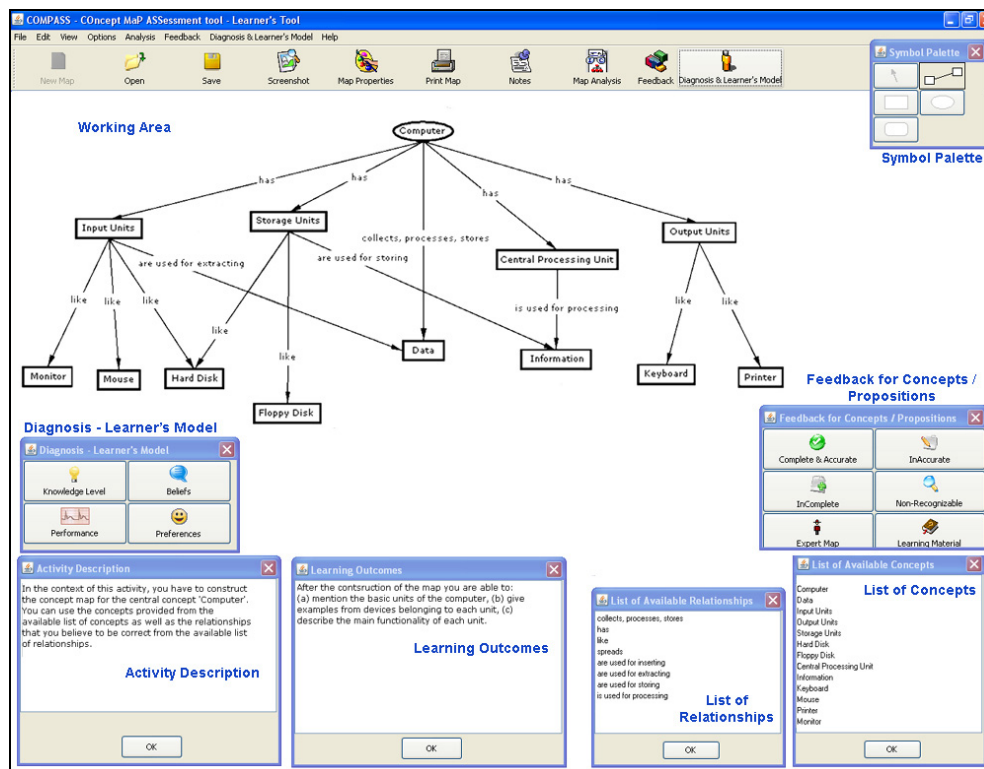 COMPASS - COncept MaP ASSessment tool - Learner's Tool
File Edit View Options Analysis Feedback Diagnosis & Learner's Model Help
New Map Open Save Screenshot Map Properties Print Map Notes Map Analysis Feedback Diagnosis & Learner's Model
Symbol Palette
Symbol Palette
Working Area
Computer
has has has has
Input Units
Storage Units
collects, processes, stores
Output Units
are used for extracting
are used for storing
Central Processing Unit
like like like
like
like
is used for processing
like like
Monitor
Mouse
Hard Disk
Floppy Disk
Data
Information
Keyboard
Printer
Diagnosis - Learner's Model
Diagnosis - Learner's Model
Knowledge Level Beliefs
Performance Preferences
Feedback for Concepts /
Propositions
Feedback for Concepts / Propositions
Complete & Accurate InAccurate
InComplete Non-Recognizable
Expert Map Learning Material
Activity Description
In the context of this activity, you have to construct
the concept map for the central concept 'Computer'.
You can use the concepts provided from the
available list of concepts as well as the relationships
that you believe to be correct from the available list
of relationships.
Activity Description
OK
Learning Outcomes
After the contsruction of the map you are able to:
(a) mention the basic units of the computer, (b) give
examples from devices belonging to each unit, (c)
describe the main functionality of each unit.
Learning Outcomes
OK
List of Available Relationships
collects, processes, stores
has
like
spreads
are used for inserting
are used for extracting
are used for storing
is used for processing
List of
Relationships
OK
List of Available Concepts
List of Concepts
Computer
Data
Input Units
Output Units
Storage Units
Hard Disk
Floppy Disk
Central Processing Unit
Information
Keyboard
Mouse
Printer
Monitor
OK